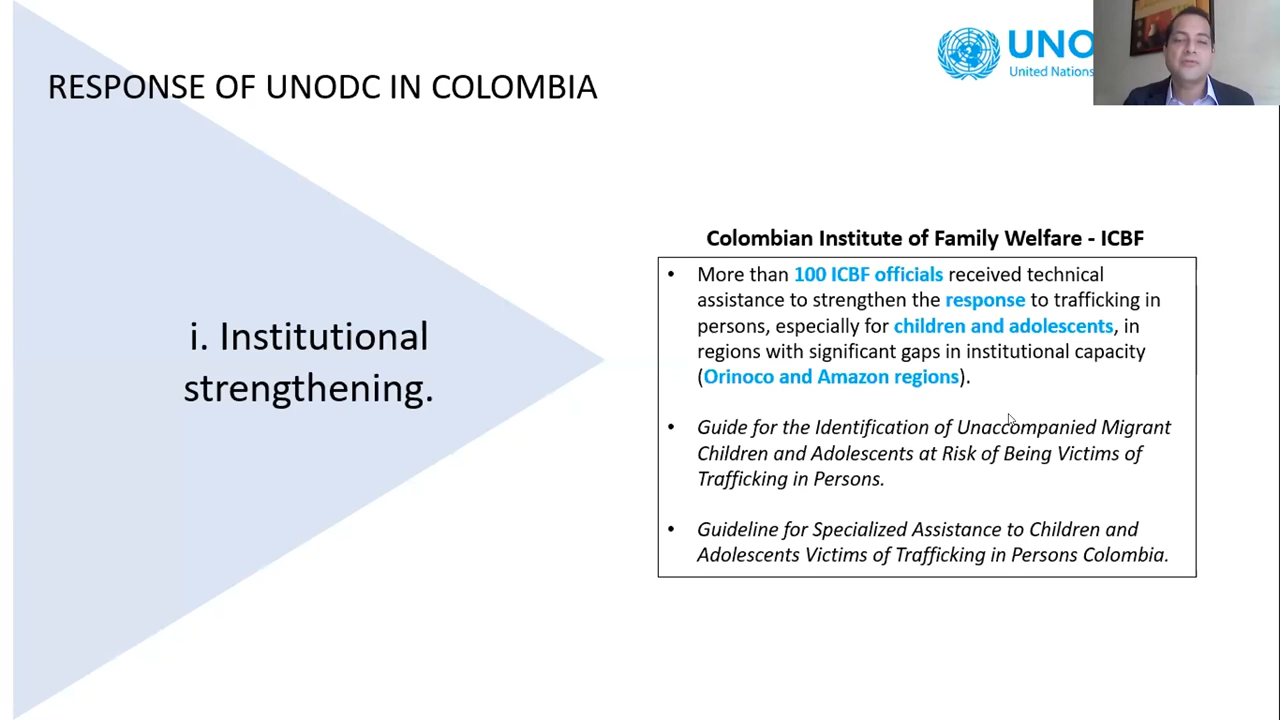 RESPONSE OF UNODC IN COLOMBIA
UNO
United Nations
i. Institutional
strengthening.
Colombian Institute of Family Welfare - ICBF
• More than 100 ICBF officials received technical
assistance to strengthen the response to trafficking in
persons, especially for children and adolescents, in
regions with significant gaps in institutional capacity
(Orinoco and Amazon regions).
• Guide for the Identification of Unaccompanied Migrant
Children and Adolescents at Risk of Being Victims of
Trafficking in Persons.
• Guideline for Specialized Assistance to Children and
Adolescents Victims of Trafficking in Persons Colombia.